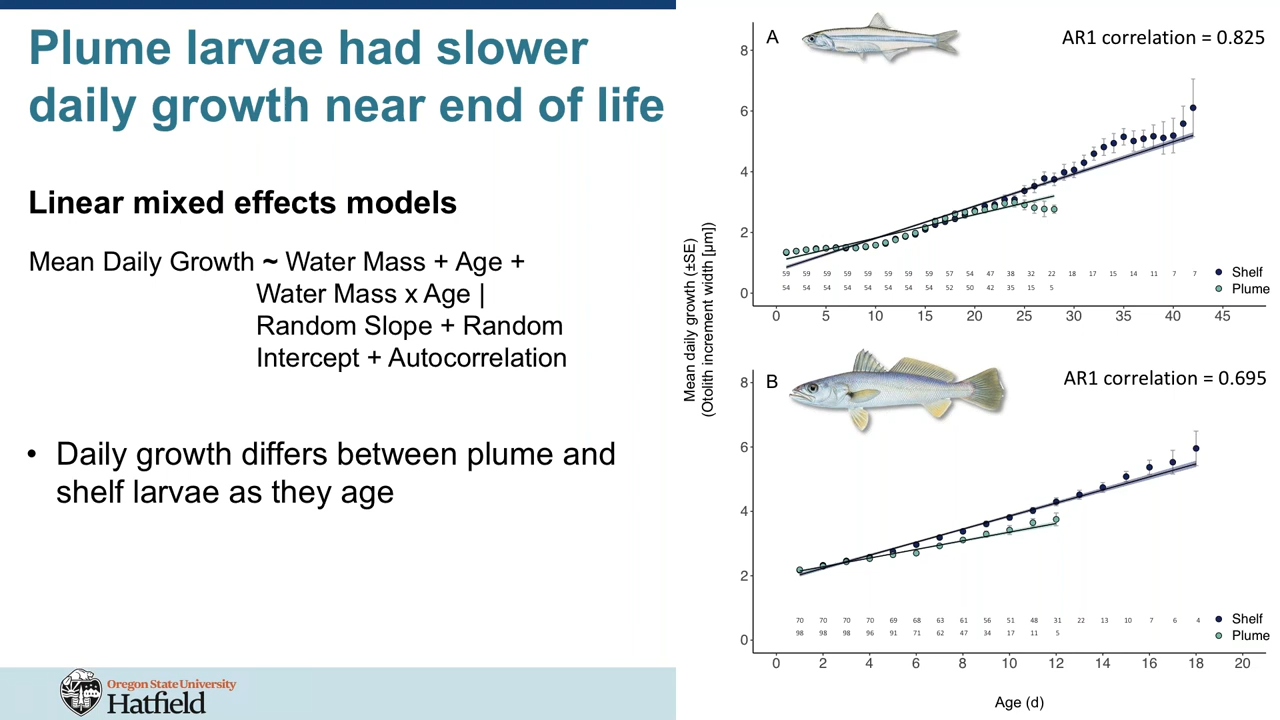 Plume larvae had slower
daily growth near end of life
Linear mixed effects models
Mean Daily Growth ~ Water Mass + Age +
Water Mass x Age |
Random Slope + Random
Intercept + Autocorrelation
• Daily growth differs between plume and
shelf larvae as they age
Oregon State University
Hatfield
Mean daily growth (±SE)
(Otolith increment width [µm])
A
AR1 correlation = 0.825
8
6
4
2
0
59 59 59 59 59 59 59 59 57 54 47 38 32 22 18 17 15 14 11 7 7
54 54 54 54 54 54 54 54 52 50 42 35 15 5
Shelf
Plume
0 5 10 15 20 25 30 35 40 45
B
AR1 correlation = 0.695
8
6
4
2
0
70 70 70 70 69 68 63 61 56 51 48 31 22 13 10 7 6 4
98 98 98 96 91 71 62 47 34 17 11 5
Shelf
Plume
0 2 4 6 8 10 12 14 16 18 20
Age (d)